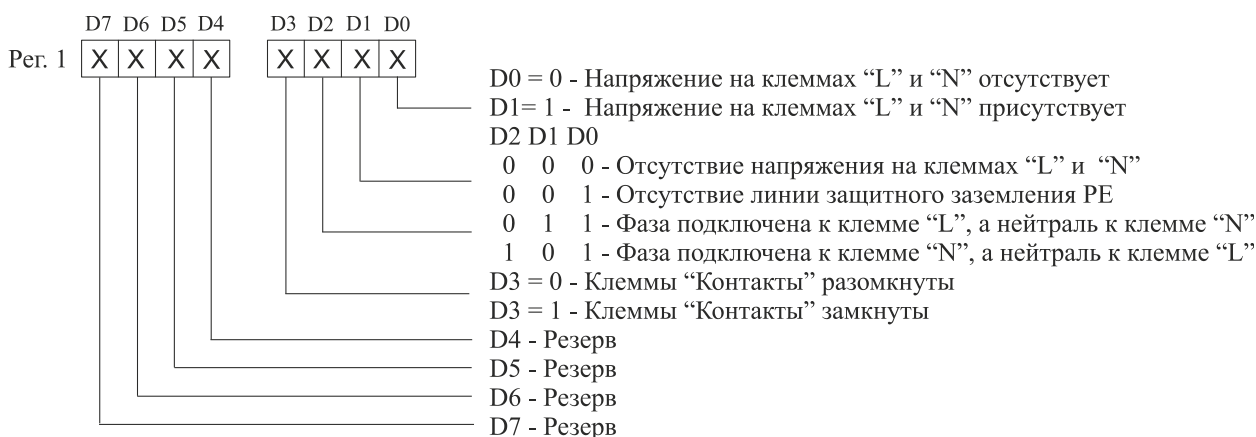 D7 D6 D5 D4 D3 D2 D1 D0
Рег. 1 X X X X X X X X
D0 = 0 - Напряжение на клеммах “L” и “N” отсутствует
D1= 1 - Напряжение на клеммах “L” и “N” присутствует
D2 D1 D0
0 0 0 - Отсутствие напряжения на клеммах “L” и “N”
0 0 1 - Отсутствие линии защитного заземления PE
0 1 1 - Фаза подключена к клемме “L”, а нейтраль к клемме “N”
1 0 1 - Фаза подключена к клемме “N”, а нейтраль к клемме “L”
D3 = 0 - Клеммы “Контакты” разомкнуты
D3 = 1 - Клеммы “Контакты” замкнуты
D4 - Резерв
D5 - Резерв
D6 - Резерв
D7 - Резерв